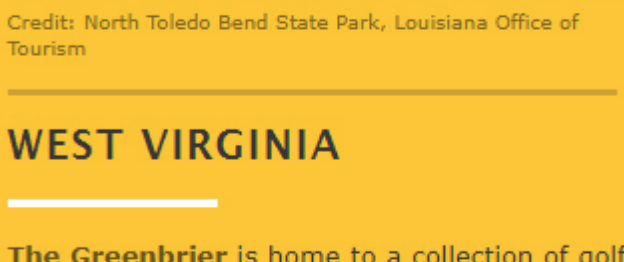 Credit: North Toledo Bend State Park, Louisiana Office of
Tourism
WEST VIRGINIA
The Greenbrier is home to a collection of golf